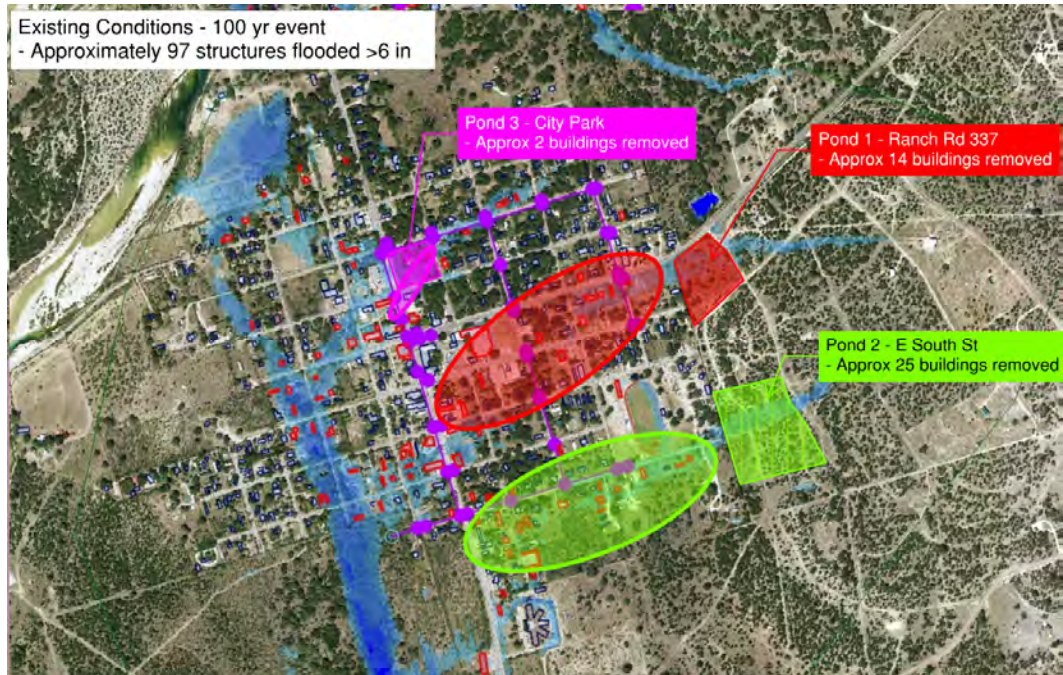 Existing Conditions - 100 yr event
- Approximately 97 structures flooded >6 in
Pond 3 - City Park
- Approx 2 buildings removed
Pond 1 - Ranch Rd 337
- Approx 14 buildings removed
Pond 2 - E South St
- Approx 25 buildings removed